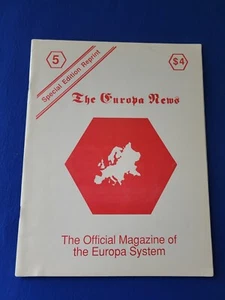 5
$4
Special Edition Reprint
The Europa News
The Official Magazine of
the Europa System